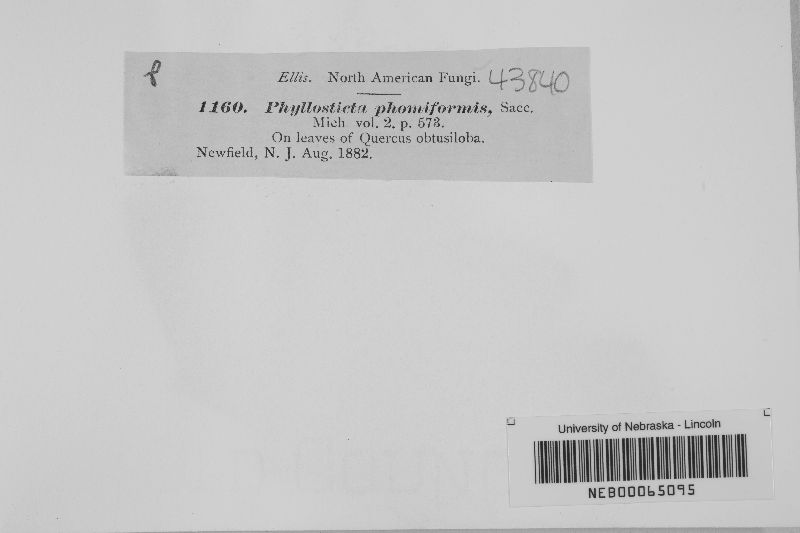 Ellis. North American Fungi. 43840
1160. Phyllosticta phomiformis, Sacc.
Mich vol. 2, p. 573.
On leaves of Quercus obtusiloba.
Newfield, N. J. Aug. 1882.
University of Nebraska - Lincoln
NEB00065095